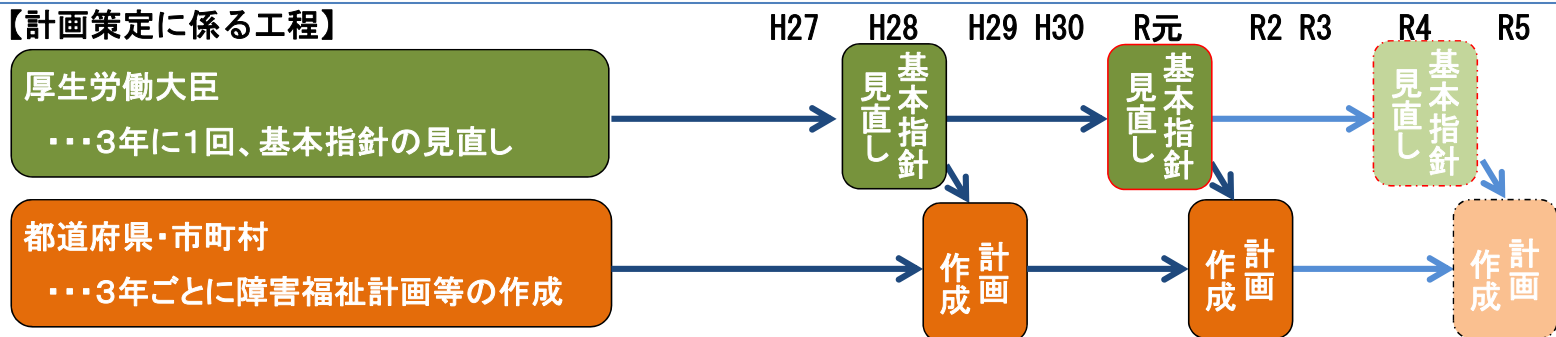 【計画策定に係る工程】
H27 H28 H29 H30 R元 R2 R3 R4 R5
厚生労働大臣
・・・3年に1回、基本指針の見直し
基本指針
見直し
基本指針
見直し
基本指針
見直し
都道府県・市町村
・・・3年ごとに障害福祉計画等の作成
計画
作成
計画
作成
計画
作成